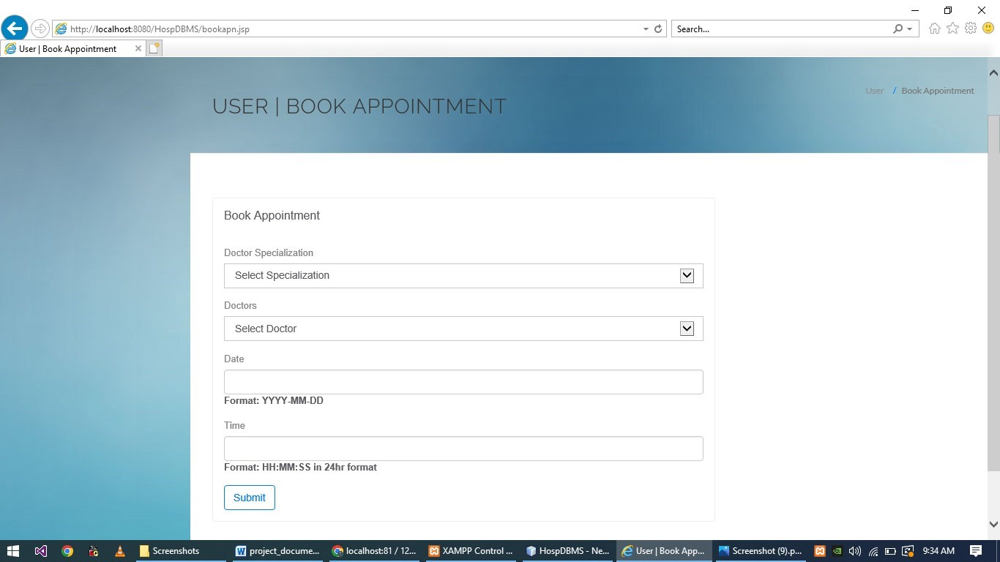 http://localhost:8080/HospDBMS/bookapn.jsp
Search...
User | Book Appointment
USER | BOOK APPOINTMENT
User / Book Appointment
Book Appointment
Doctor Specialization
Select Specialization
Doctors
Select Doctor
Date
Format: YYYY-MM-DD
Time
Format: HH:MM:SS in 24hr format
Submit
Screenshots
project_docume...
localhost:81 / 12...
XAMPP Control ...
HospDBMS - Ne...
User | Book App...
Screenshot (9).p...
9:34 AM